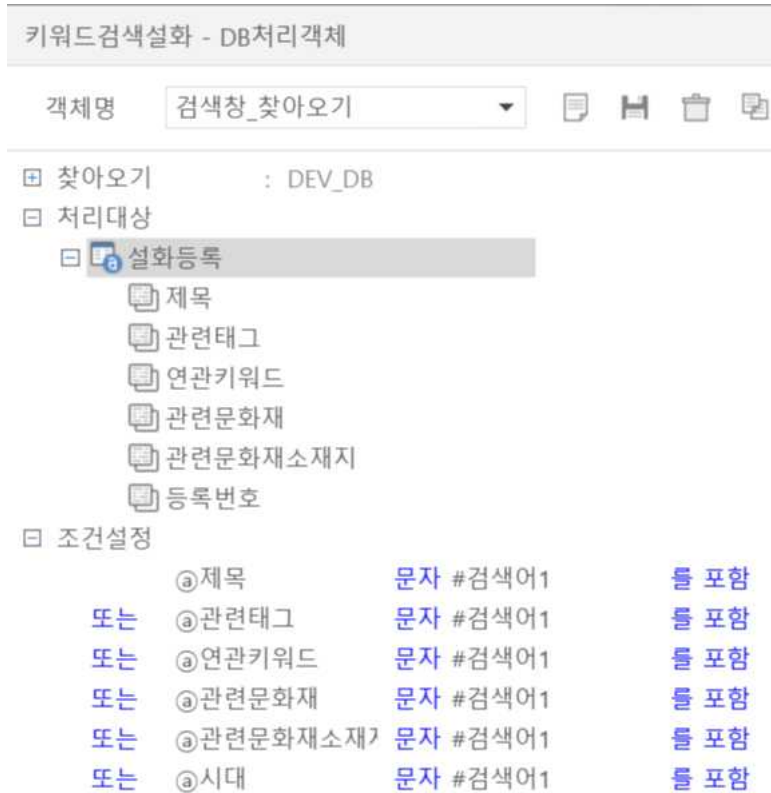 키워드검색설화 - DB처리객체
객체명 검색창_찾아오기
찾아오기 : DEV_DB
처리대상
설화등록
제목
관련태그
연관키워드
관련문화재
관련문화재소재지
등록번호
조건설정
ⓐ제목 문자 #검색어1 를 포함
또는 ⓐ관련태그 문자 #검색어1 를 포함
또는 ⓐ연관키워드 문자 #검색어1 를 포함
또는 ⓐ관련문화재 문자 #검색어1 를 포함
또는 ⓐ관련문화재소재 문자 #검색어1 를 포함
또는 ⓐ시대 문자 #검색어1 를 포함